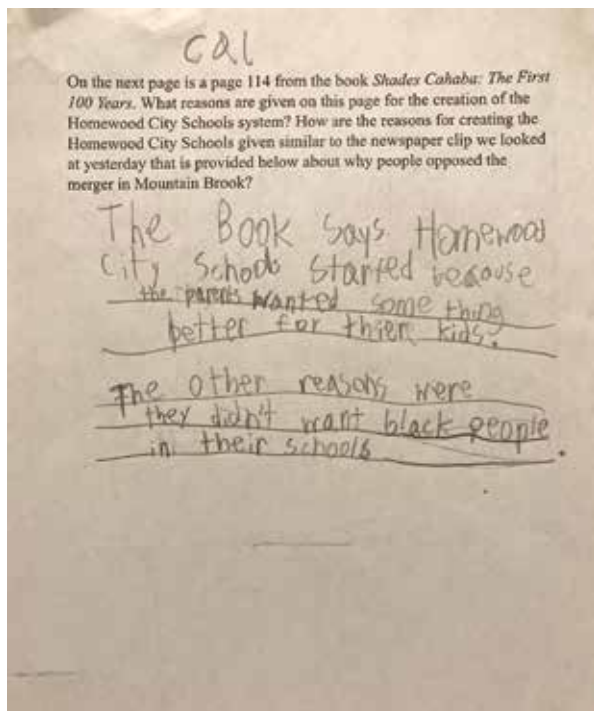 Cal
On the next page is a page 114 from the book Shades Cahaba: The First
100 Years. What reasons are given on this page for the creation of the
Homewood City Schools system? How are the reasons for creating the
Homewood City Schools given similar to the newspaper clip we looked
at yesterday that is provided below about why people opposed the
merger in Mountain Brook?
The Book says Homewood
City Schools started because
the parents wanted some thing
better for thier kids.
The other reasons were
they didn't want black people
in their schools.